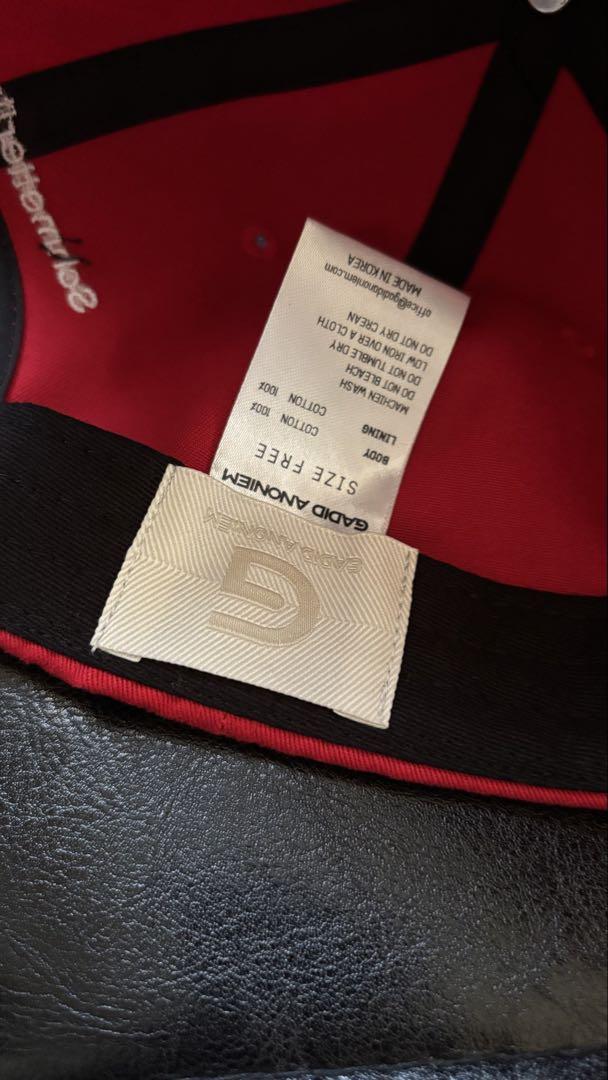 GADID ANONIEM
GADID ANONIEM
SIZE FREE
BODY COTTON 100%
LINING COTTON 100%
MACHIEN WASH
DO NOT BLEACH
DO NOT TUMBLE DRY
LOW IRON OVER A CLOTH
DO NOT DRY CREAN
office@gadidanoniem.com
MADE IN KOREA